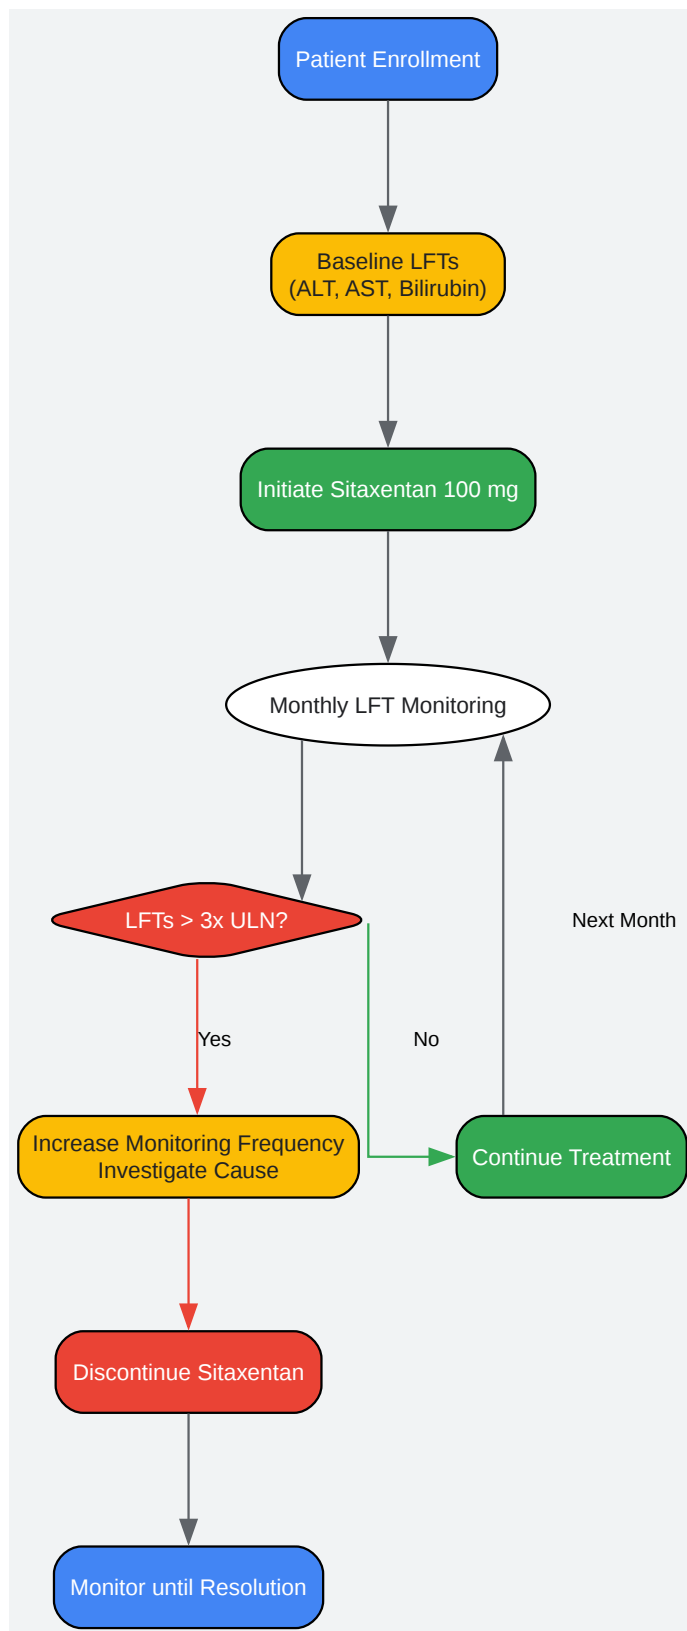 Patient Enrollment
Baseline LFTs
(ALT, AST, Bilirubin)
Initiate Sitaxentan 100 mg
Monthly LFT Monitoring
LFTs > 3x ULN?
Next Month
Yes
No
Increase Monitoring Frequency
Investigate Cause
Continue Treatment
Discontinue Sitaxentan
Monitor until Resolution